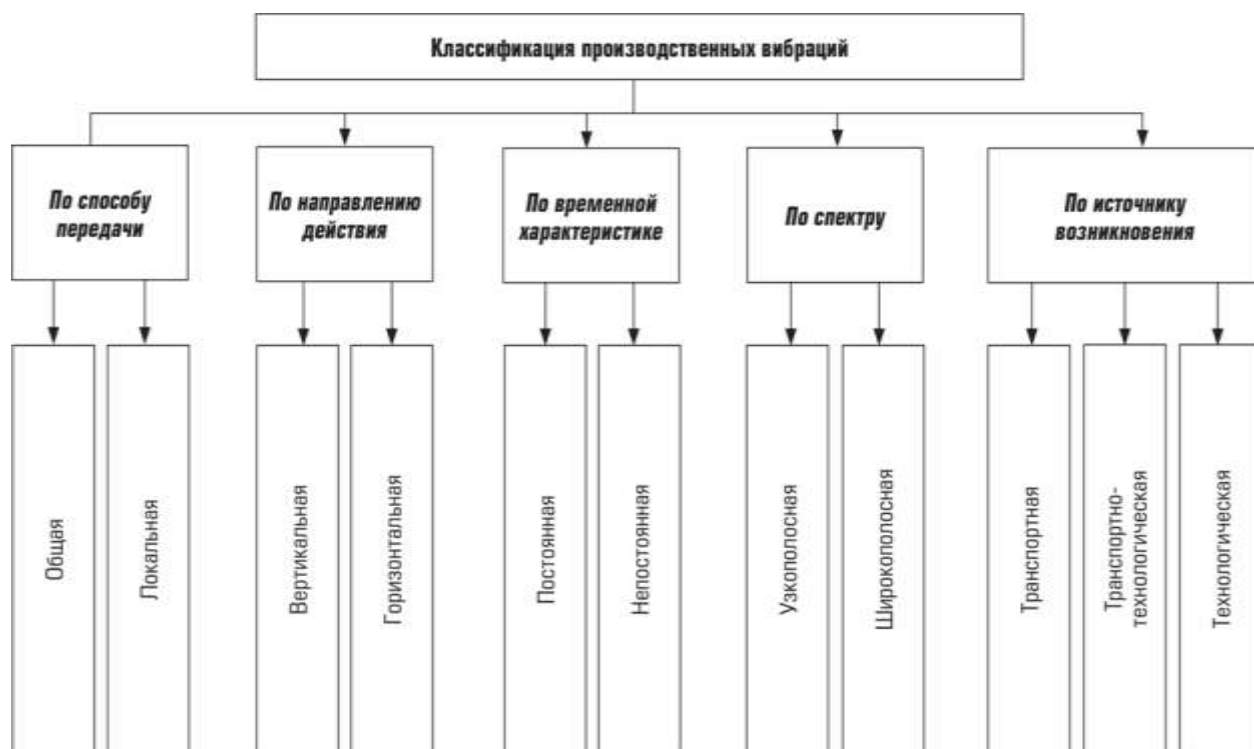 Классификация производственных вибраций
По способу
передачи
По направлению
действия
По временной
характеристике
По спектру
По источнику
возникновения
Общая
Локальная
Вертикальная
Горизонтальная
Постоянная
Непостоянная
Узкополосная
Широкополосная
Транспортная
Транспортно-
технологическая
Технологическая